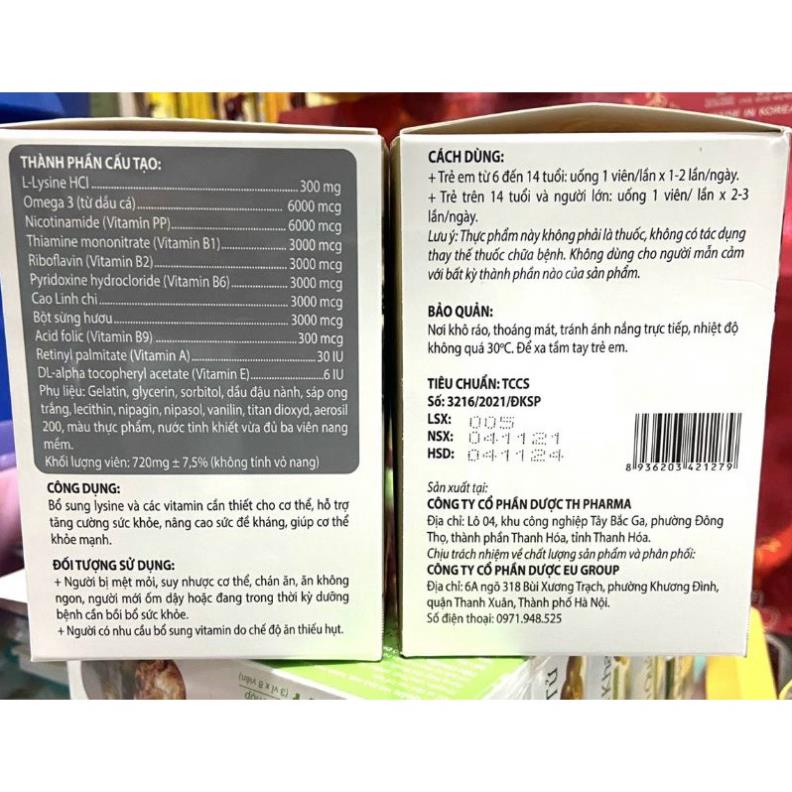 THÀNH PHẦN CẤU TẠO:
L-Lysine HCl 300 mg
Omega 3 (từ dầu cá) 6000 mcg
Nicotinamide (Vitamin PP) 6000 mcg
Thiamine mononitrate (Vitamin B1) 3000 mcg
Riboflavin (Vitamin B2) 3000 mcg
Pyridoxine hydrocloride (Vitamin B6) 3000 mcg
Cao Linh chi 3000 mcg
Bột sừng hươu 3000 mcg
Acid folic (Vitamin B9) 300 mcg
Retinyl palmitate (Vitamin A) 30 IU
DL-alpha tocopheryl acetate (Vitamin E) 6 IU
Phụ liệu: Gelatin, glycerin, sorbitol, dầu đậu nành, sáp ong
trắng, lecithin, nipagin, nipasol, vanilin, titan dioxyd, aerosil
200, màu thực phẩm, nước tinh khiết vừa đủ ba viên nang
mềm.
Khối lượng viên: 720mg ± 7,5% (không tính vỏ nang)
CÔNG DỤNG:
Bổ sung lysine và các vitamin cần thiết cho cơ thể, hỗ trợ
tăng cường sức khỏe, nâng cao sức đề kháng, giúp cơ thể
khỏe mạnh.
ĐỐI TƯỢNG SỬ DỤNG:
+ Người bị mệt mỏi, suy nhược cơ thể, chán ăn, ăn không
ngon, người mới ốm dậy hoặc đang trong thời kỳ dưỡng
bệnh cần bồi bổ sức khỏe.
+ Người có nhu cầu bổ sung vitamin do chế độ ăn thiếu hụt.
CÁCH DÙNG:
+ Trẻ em từ 6 đến 14 tuổi: uống 1 viên/lần x 1-2 lần/ngày.
+ Trẻ trên 14 tuổi và người lớn: uống 1 viên/ lần x 2-3
lần/ngày.
Lưu ý: Thực phẩm này không phải là thuốc, không có tác dụng
thay thế thuốc chữa bệnh. Không dùng cho người mẫn cảm
với bất kỳ thành phần nào của sản phẩm.
BẢO QUẢN:
Nơi khô ráo, thoáng mát, tránh ánh nắng trực tiếp, nhiệt độ
không quá 30ºC. Để xa tầm tay trẻ em.
TIÊU CHUẨN: TCCS
Số: 3216/2021/ĐKSP
LSX: 005
NSX: 041121
HSD: 041124
8 936203 421279
Sản xuất tại:
CÔNG TY CỔ PHẦN DƯỢC TH PHARMA
Địa chỉ: Lô 04, khu công nghiệp Tây Bắc Ga, phường Đông
Thọ, thành phần Thanh Hóa, tỉnh Thanh Hóa.
Chịu trách nhiệm về chất lượng sản phẩm và phân phối:
CÔNG TY CỔ PHẦN DƯỢC EU GROUP
Địa chỉ: 6A ngõ 318 Bùi Xương Trạch, phường Khương Đình,
quận Thanh Xuân, Thành phố Hà Nội.
Số điện thoại: 0971.948.525
IN KOREA
(3 vỉ x 8 viên)